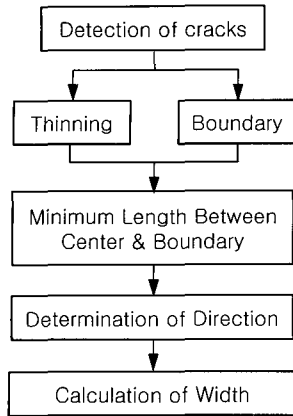 Detection of cracks
Thinning
Boundary
Minimum Length Between
Center & Boundary
Determination of Direction
Calculation of Width